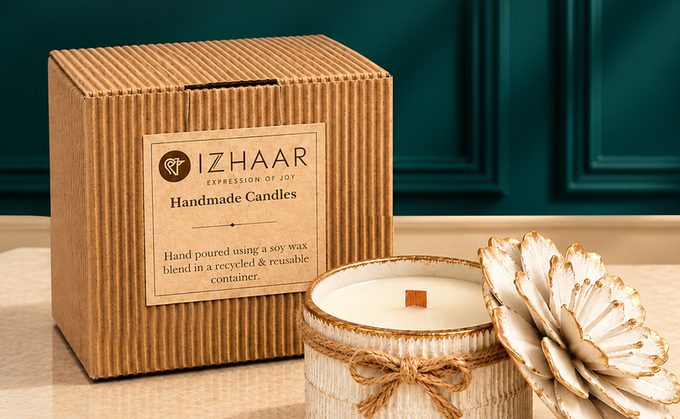 IZHAAR
EXPRESSION OF JOY
Handmade Candles
Hand poured using a soy wax
blend in a recycled & reusable
container.